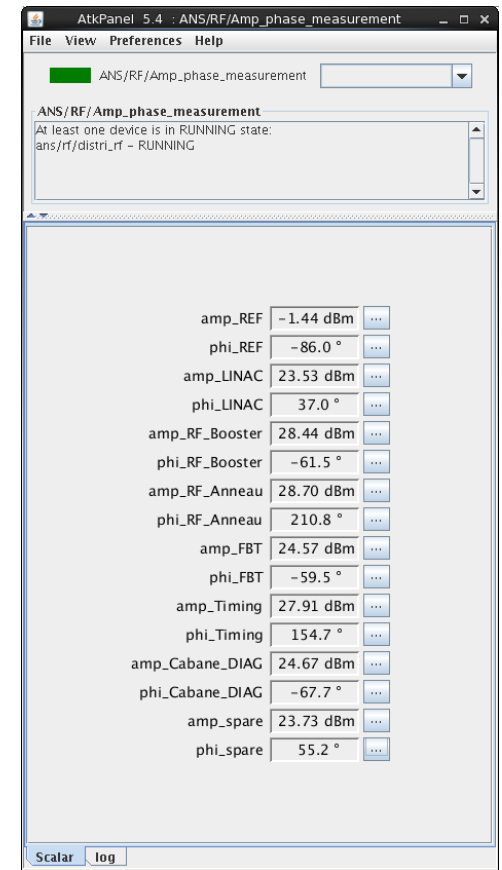 AtkPanel 5.4 : ANS/RF/Amp_phase_measurement
File View Preferences Help
ANS/RF/Amp_phase_measurement
ANS/RF/Amp_phase_measurement
At least one device is in RUNNING state:
ans/rf/distri_rf - RUNNING
amp_REF -1.44 dBm ...
phi_REF -86.0 ° ...
amp_LINAC 23.53 dBm ...
phi_LINAC 37.0 ° ...
amp_RF_Booster 28.44 dBm ...
phi_RF_Booster -61.5 ° ...
amp_RF_Anneau 28.70 dBm ...
phi_RF_Anneau 210.8 ° ...
amp_FBT 24.57 dBm ...
phi_FBT -59.5 ° ...
amp_Timing 27.91 dBm ...
phi_Timing 154.7 ° ...
amp_Cabane_DIAG 24.67 dBm ...
phi_Cabane_DIAG -67.7 ° ...
amp_spare 23.73 dBm ...
phi_spare 55.2 ° ...
Scalar log